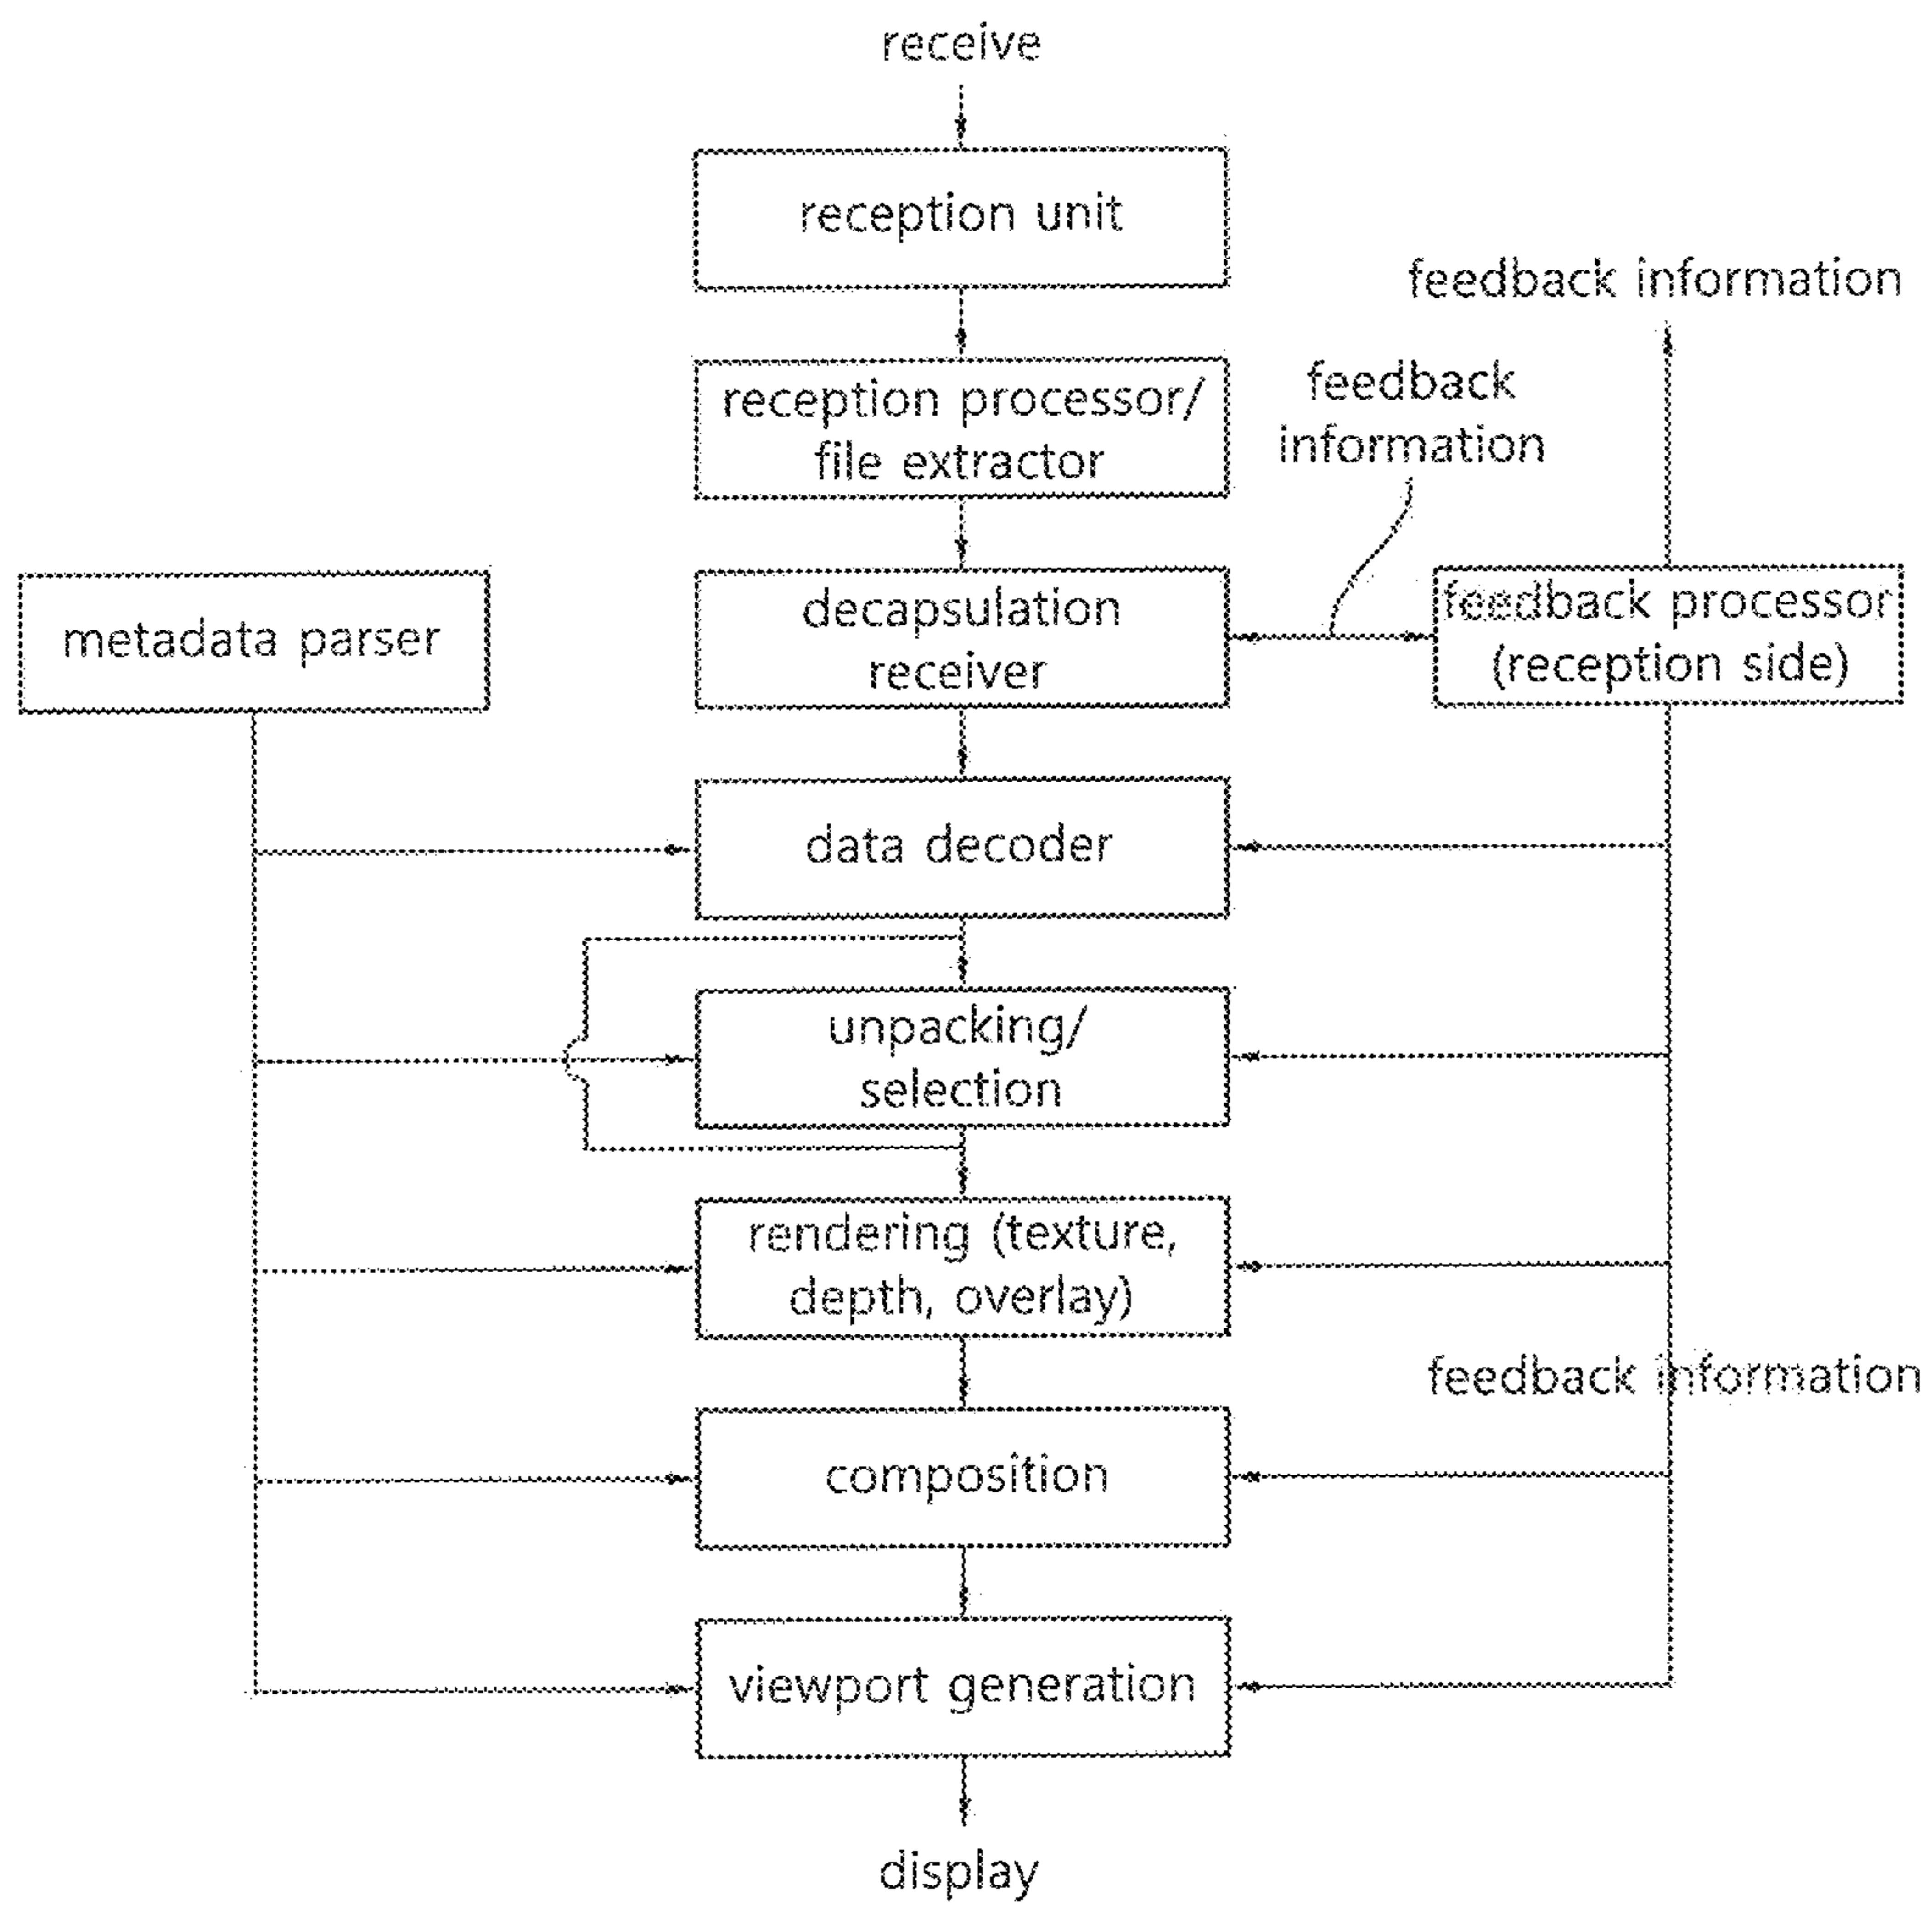 receive
reception unit
feedback information
reception processor/
file extractor
feedback
information
metadata parser
decapsulation
receiver
feedback processor
(reception side)
data decoder
unpacking/
selection
rendering (texture,
depth, overlay)
feedback information
composition
viewport generation
display